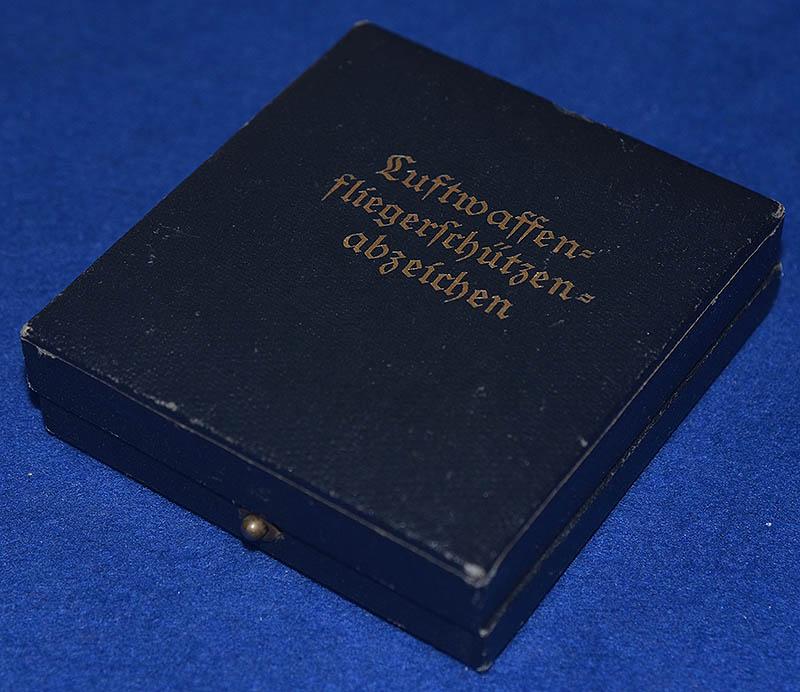 Luftwaffen=
fliegerschützen=
abzeichen